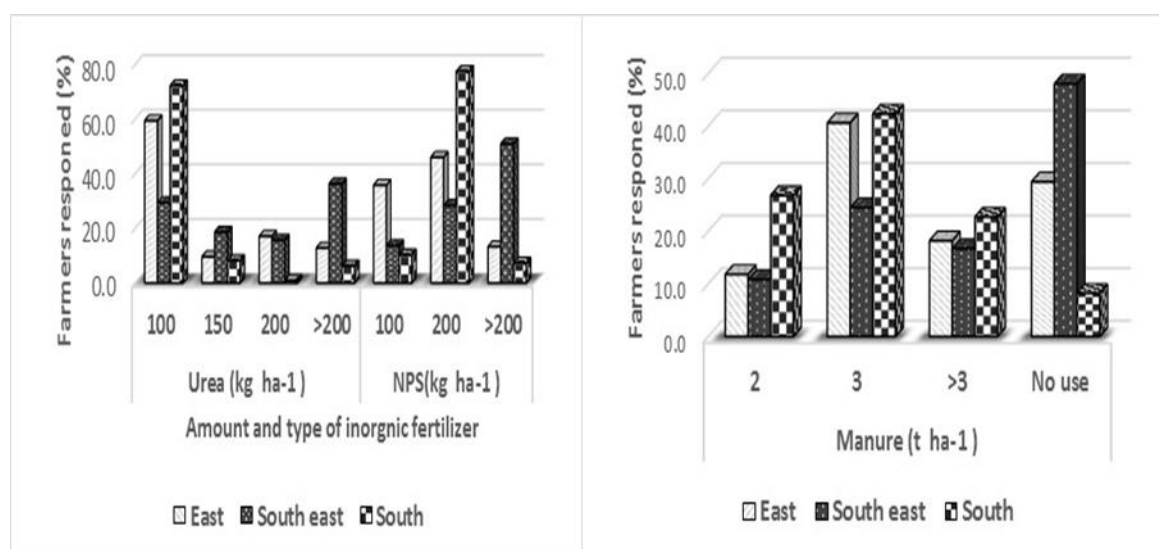 Farmers responed (%)
80.0
60.0
40.0
20.0
0.0
100 150 200 >200 100 200 >200
Urea (kg ha-1 ) NPS(kg ha-1 )
Amount and type of inorgnic fertilizer
East South east South
Farmers responsed (%)
50.0
40.0
30.0
20.0
10.0
0.0
2 3 >3 No use
Manure (t ha-1 )
East South east South